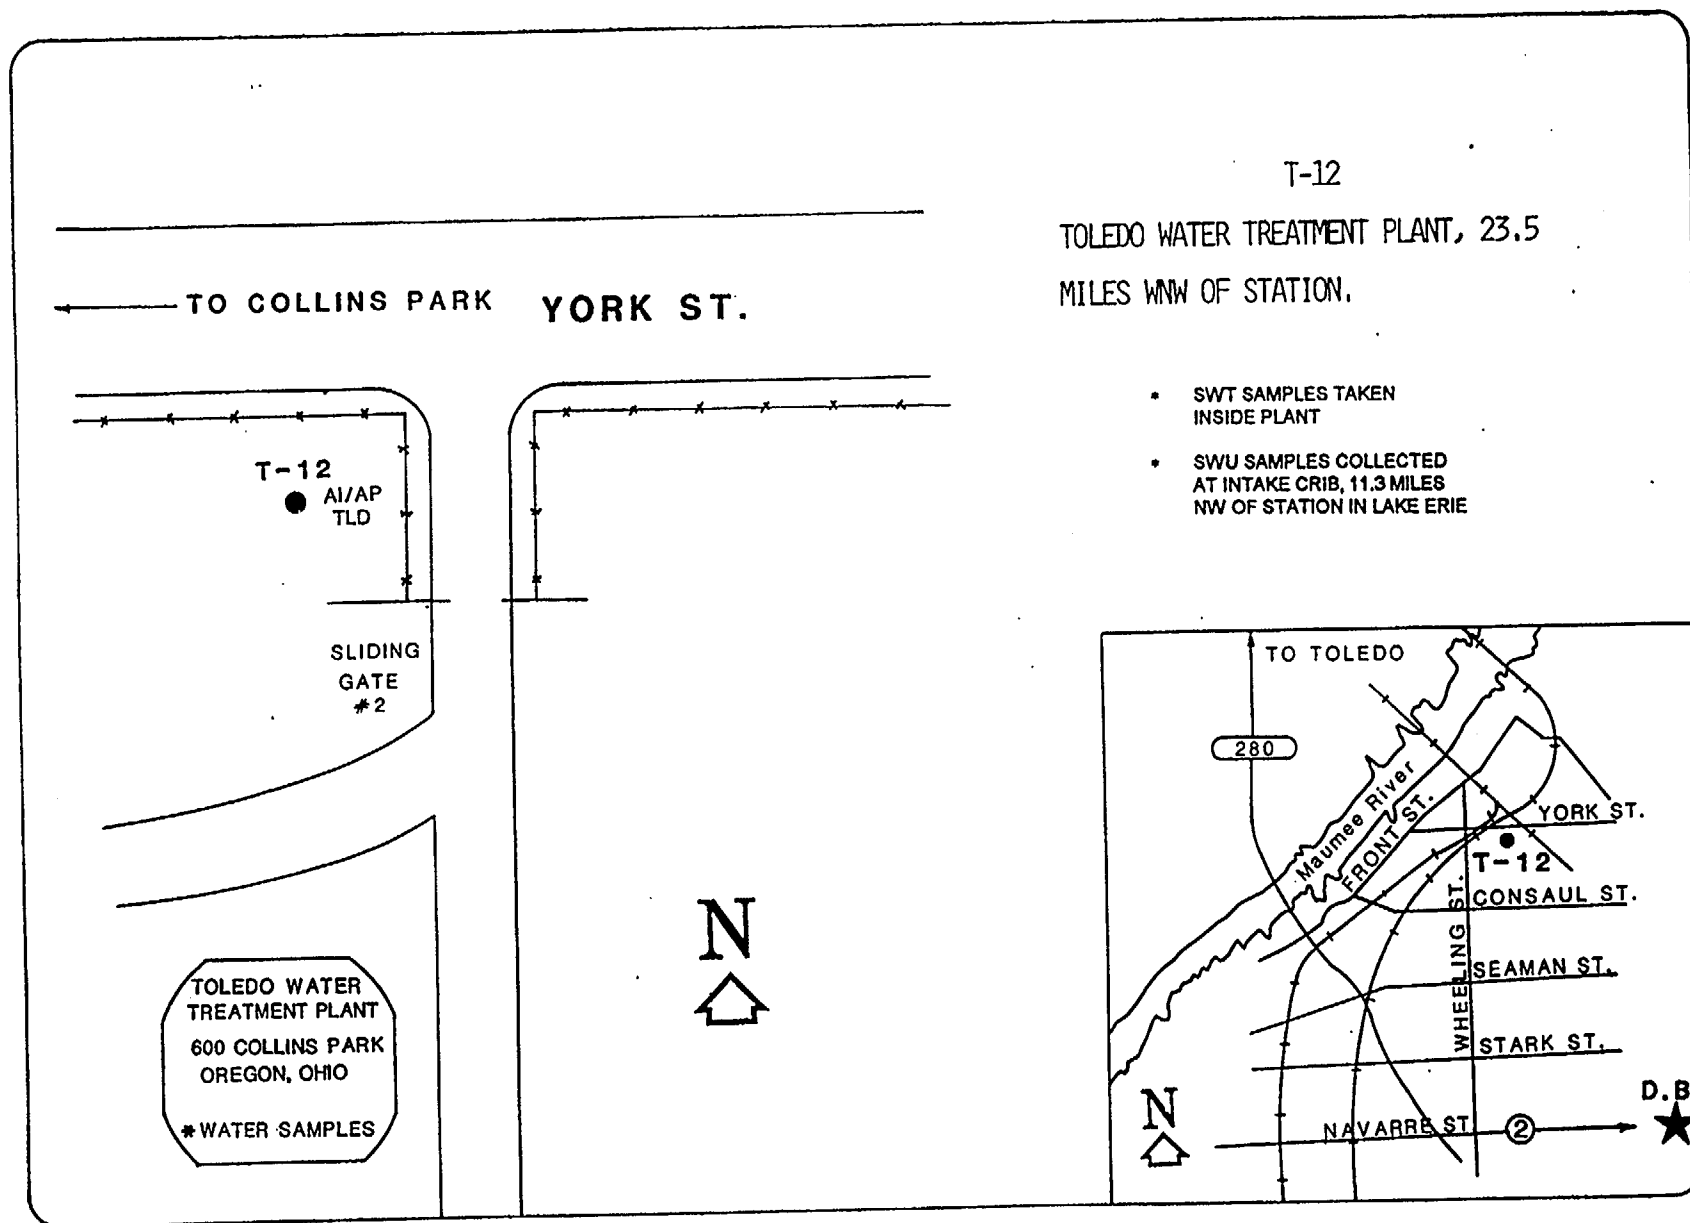 T-12
TOLEDO WATER TREATMENT PLANT, 23.5
MILES WNW OF STATION.
TO COLLINS PARK
YORK ST.
* SWT SAMPLES TAKEN
INSIDE PLANT
* SWU SAMPLES COLLECTED
AT INTAKE CRIB, 11.3 MILES
NW OF STATION IN LAKE ERIE
T-12
AI/AP
TLD
SLIDING
GATE
#2
TOLEDO WATER
TREATMENT PLANT
600 COLLINS PARK
OREGON, OHIO
*WATER SAMPLES
N
TO TOLEDO
280
Maumee River
FRONT ST.
YORK ST.
T-12
CONSAUL ST.
WHEELING ST.
SEAMAN ST.
STARK ST.
N
NAVARRE ST.
2
D.B